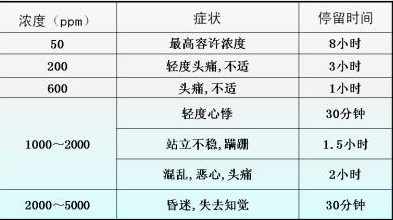 浓度（ppm） 症状 停留时间
50 最高容许浓度 8小时
200 轻度头痛,不适 3小时
600 头痛,不适 1小时
1000～2000 轻度心悸 30分钟
站立不稳,蹒跚 1.5小时
混乱,恶心,头痛 2小时
2000～5000 昏迷,失去知觉 30分钟